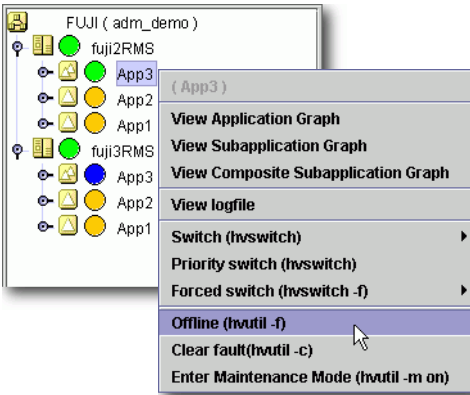 FUJI ( adm_demo )
fuji2RMS
App3
App2
App1
fuji3RMS
App3
App2
App1
( App3 )
View Application Graph
View Subapplication Graph
View Composite Subapplication Graph
View logfile
Switch (hvswitch)
Priority switch (hvswitch)
Forced switch (hvswitch -f)
Offline (hvutil -f)
Clear fault(hvutil -c)
Enter Maintenance Mode (hvutil -m on)